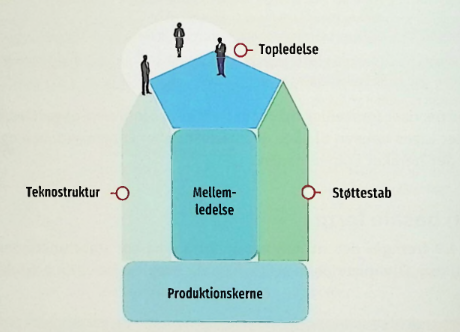 Topledelse
Teknostruktur
Mellem-
ledelse
Støttestab
Produktionskerne